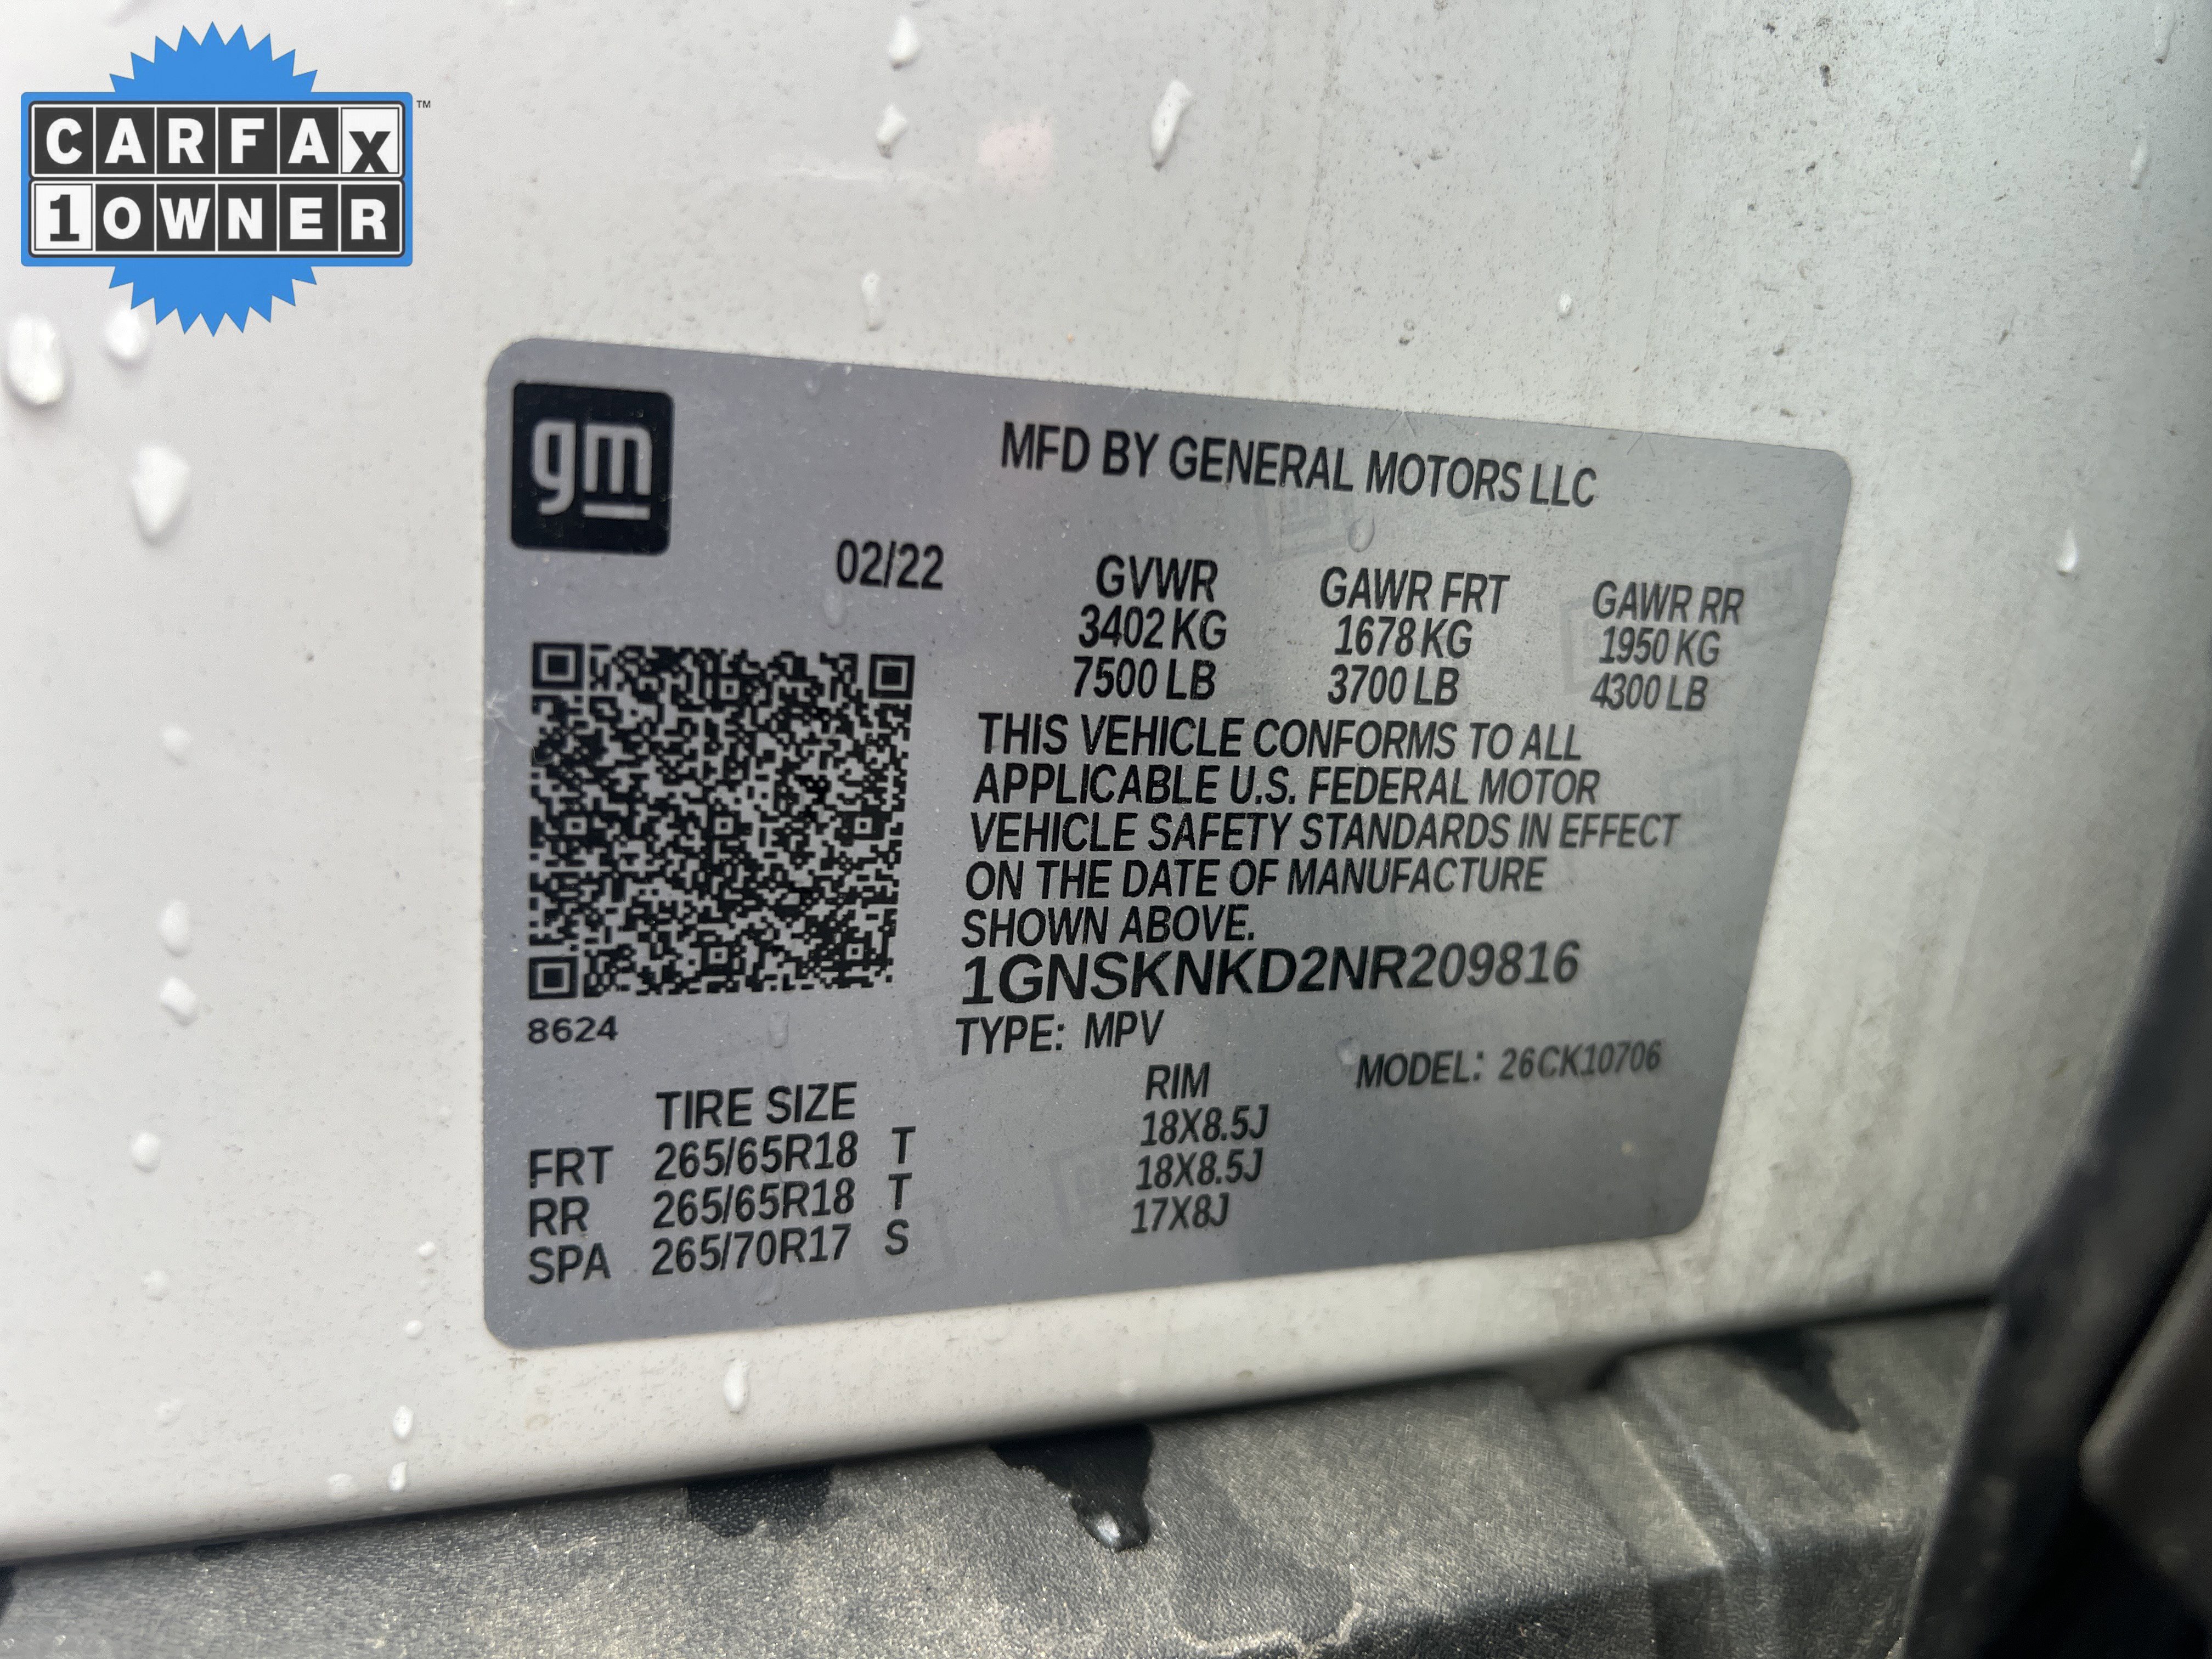 CARFAX™
1 OWNER
gm
MFD BY GENERAL MOTORS LLC
02/22 GVWR GAWR FRT GAWR RR
3402 KG 1678 KG 1950 KG
7500 LB 3700 LB 4300 LB
THIS VEHICLE CONFORMS TO ALL
APPLICABLE U.S. FEDERAL MOTOR
VEHICLE SAFETY STANDARDS IN EFFECT
ON THE DATE OF MANUFACTURE
SHOWN ABOVE.
1GNSKNKD2NR209816
8624
TYPE: MPV MODEL: 26CK10706
TIRE SIZE RIM
FRT 265/65R18 T 18X8.5J
RR 265/65R18 T 18X8.5J
SPA 265/70R17 S 17X8J